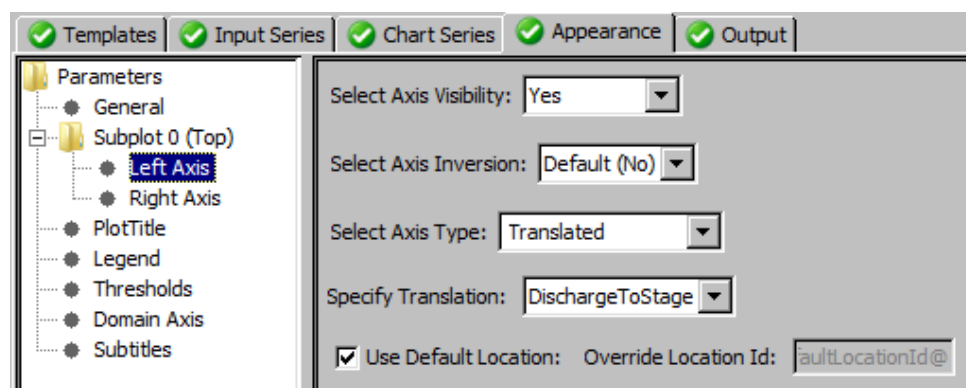 Templates Input Series Chart Series Appearance Output
Parameters
General
Subplot 0 (Top)
Left Axis
Right Axis
PlotTitle
Legend
Thresholds
Domain Axis
Subtitles
Select Axis Visibility: Yes
Select Axis Inversion: Default (No)
Select Axis Type: Translated
Specify Translation: DischargeToStage
Use Default Location: Override Location Id: aultLocationId@